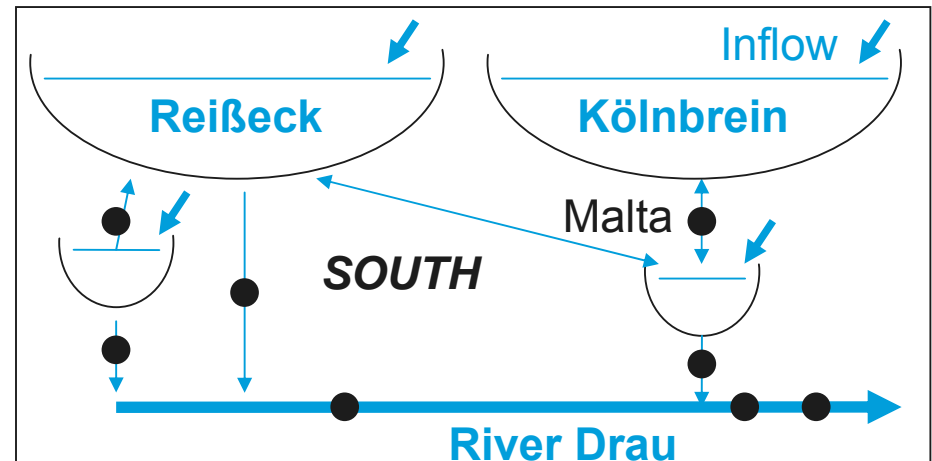 Inflow
Reißeck
Kölnbrein
Malta
SOUTH
River Drau